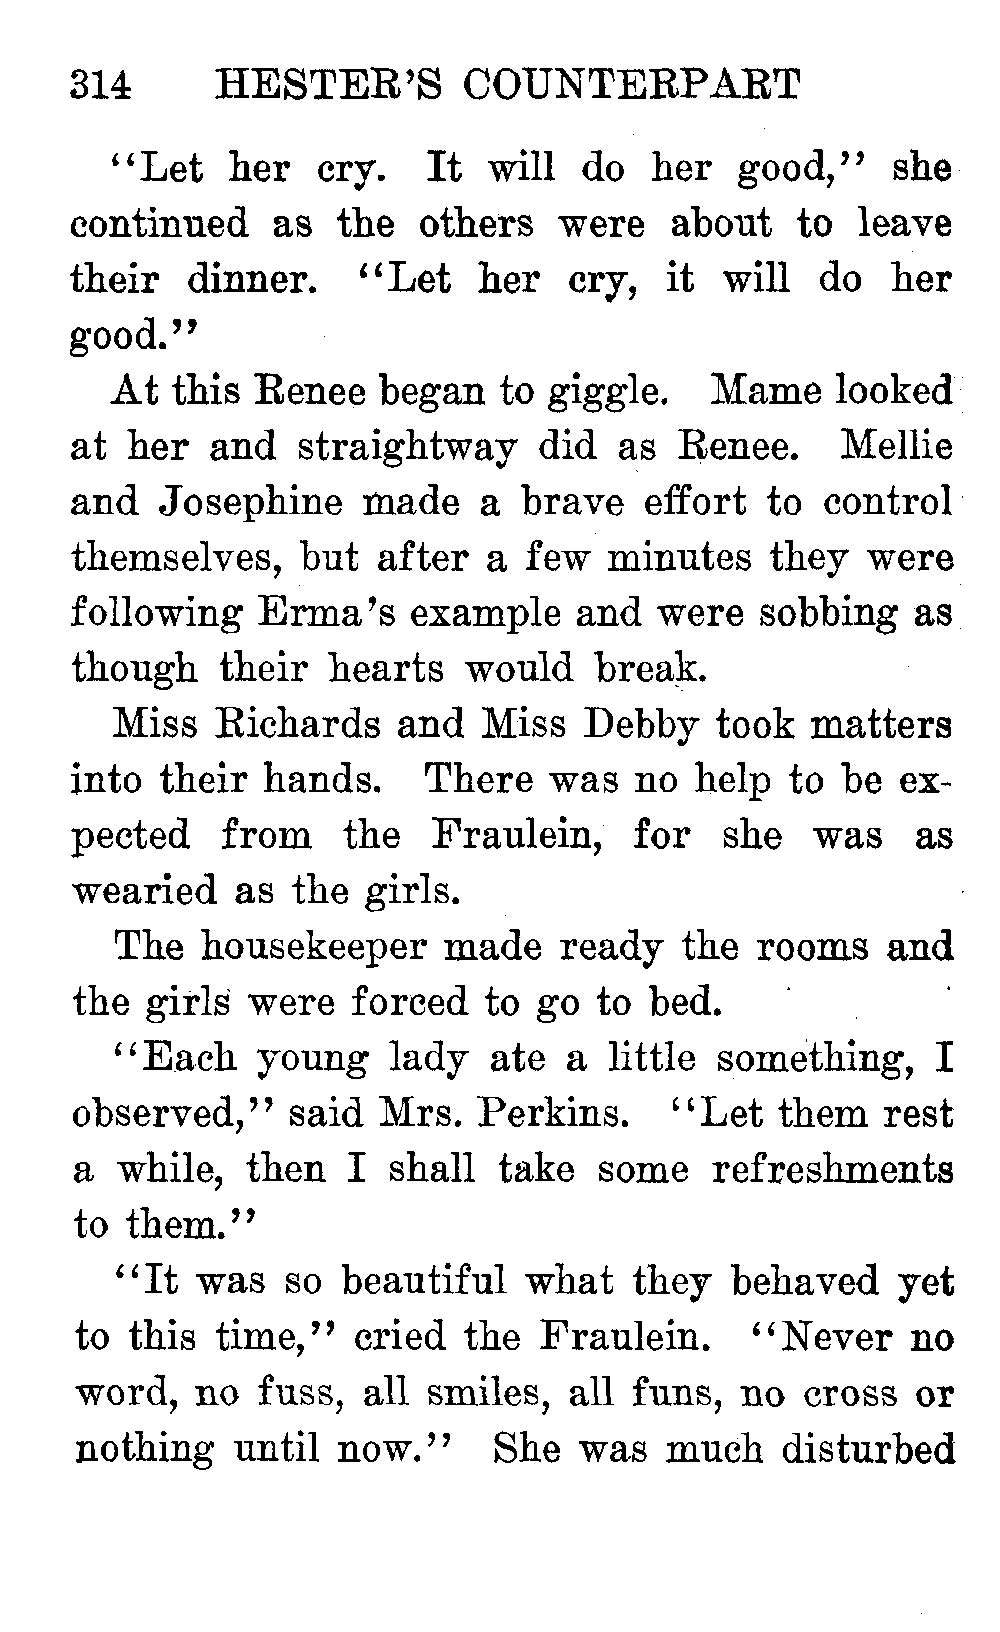 314 HESTER'S COUNTERPART
"Let her cry. It will do her good," she
continued as the others were about to leave
their dinner. "Let her cry, it will do her
good."
At this Renee began to giggle. Mame looked
at her and straightway did as Renee. Mellie
and Josephine made a brave effort to control
themselves, but after a few minutes they were
following Erma's example and were sobbing as
though their hearts would break.
Miss Richards and Miss Debby took matters
into their hands. There was no help to be ex-
pected from the Fraulein, for she was as
wearied as the girls.
The housekeeper made ready the rooms and
the girls were forced to go to bed.
"Each young lady ate a little something, I
observed," said Mrs. Perkins. "Let them rest
a while, then I shall take some refreshments
to them."
"It was so beautiful what they behaved yet
to this time," cried the Fraulein. "Never no
word, no fuss, all smiles, all funs, no cross or
nothing until now." She was much disturbed